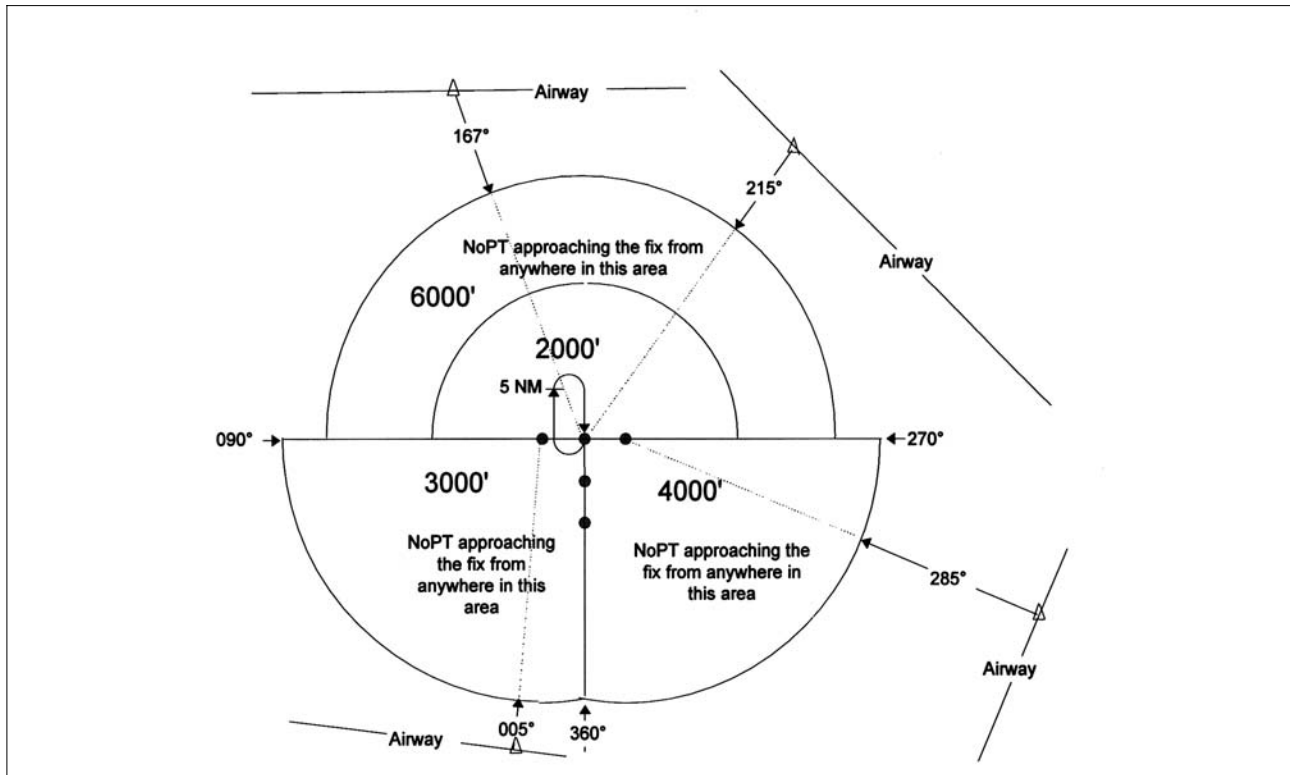 Airway
167°
215°
NoPT approaching the fix from
anywhere in this area
Airway
6000'
2000'
5 NM
090°
270°
3000'
4000'
NoPT approaching
the fix from
anywhere in this
area
NoPT approaching the
fix from anywhere in
this area
285°
Airway
005°
360°
Airway